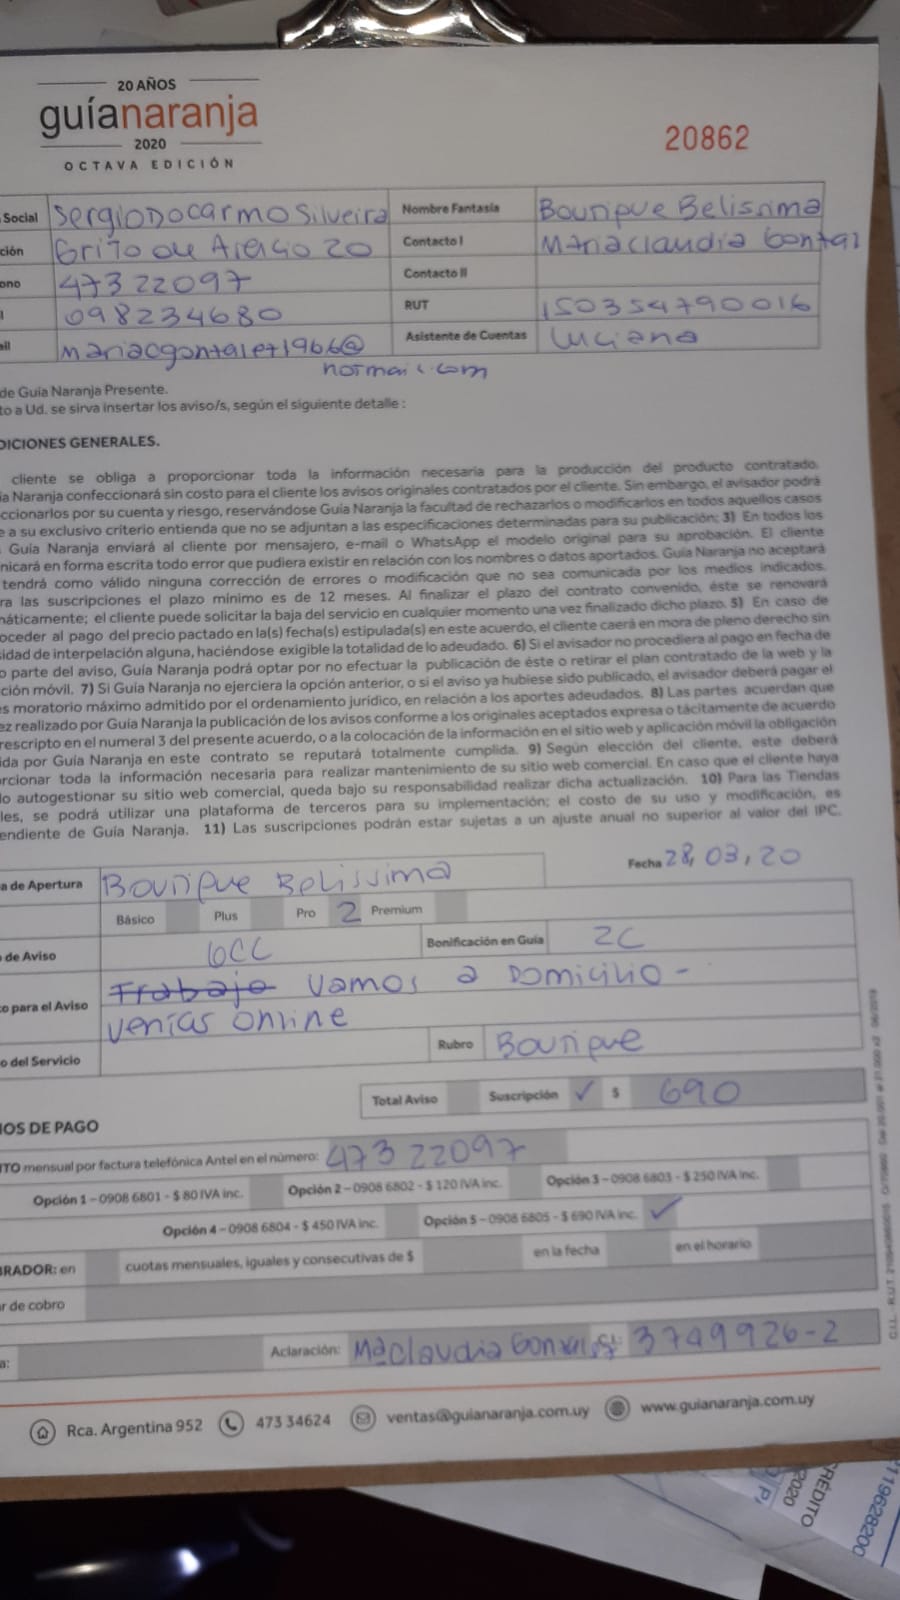 20 AÑOS
guíanaranja
2020
OCTAVA EDICIÓN
20862
Social Sergio Docarmo Silveira Nombre Fantasía Boutique Belissima
ción Grito de Asencio 20 Contacto I Maria claudia Gonzal
ono 473 22097 Contacto II
l 098234680 RUT 150354790016
il mariacgonzalez1966@ Asistente de Cuentas Luciana
hotmail.com
de Guía Naranja Presente.
to a Ud. se sirva insertar los aviso/s, según el siguiente detalle :
DICIONES GENERALES.
cliente se obliga a proporcionar toda la información necesaria para la producción del producto contratado.
ía Naranja confeccionará sin costo para el cliente los avisos originales contratados por el cliente. Sin embargo, el avisador podrá
ccionarlos por su cuenta y riesgo, reservándose Guía Naranja la facultad de rechazarlos o modificarlos en todos aquellos casos
e a su exclusivo criterio entienda que no se adjuntan a las especificaciones determinadas para su publicación; 3) En todos los
Guía Naranja enviará al cliente por mensajero, e-mail o WhatsApp el modelo original para su aprobación. El cliente
nicará en forma escrita todo error que pudiera existir en relación con los nombres o datos aportados. Guía Naranja no aceptará
tendrá como válido ninguna corrección de errores o modificación que no sea comunicada por los medios indicados.
ra las suscripciones el plazo mínimo es de 12 meses. Al finalizar el plazo del contrato convenido, éste se renovará
náticamente; el cliente puede solicitar la baja del servicio en cualquier momento una vez finalizado dicho plazo. 5) En caso de
oceder al pago del precio pactado en la(s) fecha(s) estipulada(s) en este acuerdo, el cliente caerá en mora de pleno derecho sin
sidad de interpelación alguna, haciéndose exigible la totalidad de lo adeudado. 6) Si el avisador no procediera al pago en fecha de
o parte del aviso, Guía Naranja podrá optar por no efectuar la publicación de éste o retirar el plan contratado de la web y la
ción móvil. 7) Si Guía Naranja no ejerciera la opción anterior, o si el aviso ya hubiese sido publicado, el avisador deberá pagar el
s moratorio máximo admitido por el ordenamiento jurídico, en relación a los aportes adeudados. 8) Las partes acuerdan que
ez realizado por Guía Naranja la publicación de los avisos conforme a los originales aceptados expresa o tácitamente de acuerdo
rescripto en el numeral 3 del presente acuerdo, o a la colocación de la información en el sitio web y aplicación móvil la obligación
ida por Guía Naranja en este contrato se reputará totalmente cumplida. 9) Según elección del cliente, este deberá
orcionar toda la información necesaria para realizar mantenimiento de su sitio web comercial. En caso que el cliente haya
do autogestionar su sitio web comercial, queda bajo su responsabilidad realizar dicha actualización. 10) Para las Tiendas
les, se podrá utilizar una plataforma de terceros para su implementación; el costo de su uso y modificación, es
endiente de Guía Naranja. 11) Las suscripciones podrán estar sujetas a un ajuste anual no superior al valor del IPC.
Fecha 28, 03, 20
a de Apertura Boutique Belissima
Básico Plus Pro 2 Premium
de Aviso 6CC Bonificación en Guía 2C
o para el Aviso Trabajo Vamos a Domicilio -
Ventas Online
o del Servicio Rubro Boutique
Total Aviso Suscripción ✓ $ 690
IOS DE PAGO
ITO mensual por factura telefónica Antel en el número: 473 22097
Opción 1 – 0908 6801 - $ 80 IVA inc. Opción 2 – 0908 6802 - $ 120 IVA inc. Opción 3 – 0908 6803 - $ 250 IVA inc.
Opción 4 – 0908 6804 - $ 450 IVA inc. Opción 5 – 0908 6805 - $ 690 IVA inc. ✓
BRADOR: en cuotas mensuales, iguales y consecutivas de $ en la fecha en el horario
r de cobro
a: Aclaración: Ma Claudia C.I.: 3749926-2
Rca. Argentina 952 473 34624 ventas@guianaranja.com.uy www.guianaranja.com.uy
2020
CRÉDITO
119628200